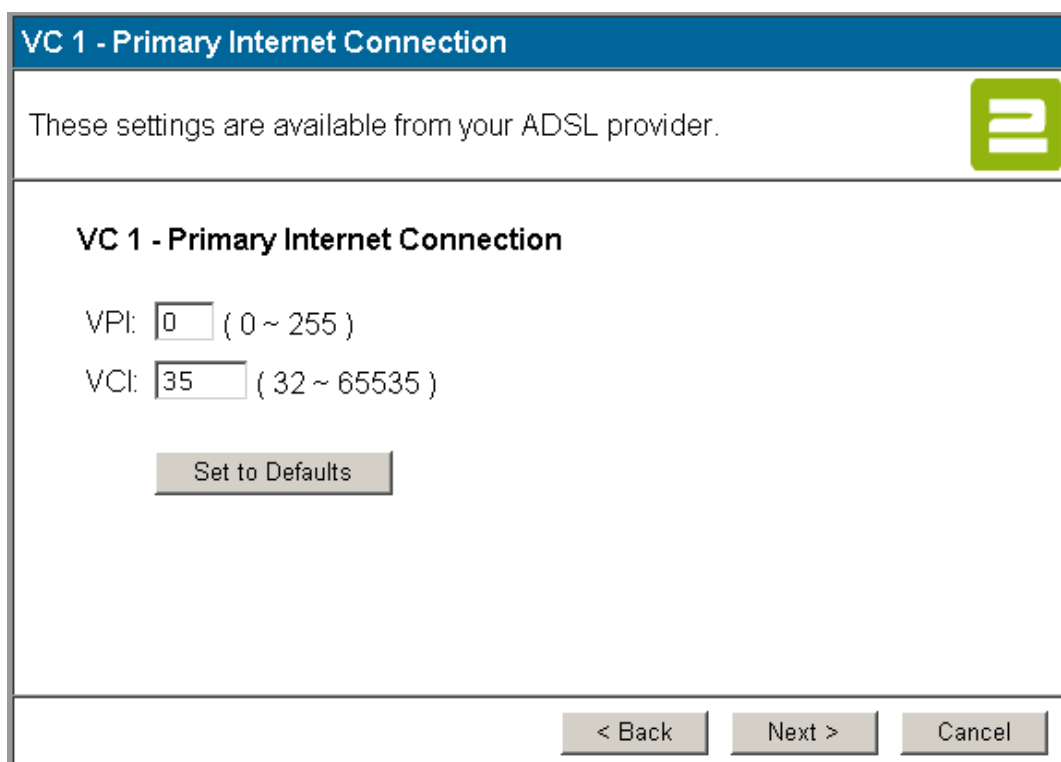 VC 1 - Primary Internet Connection
These settings are available from your ADSL provider.
VC 1 - Primary Internet Connection
VPI: 0 ( 0 ~ 255 )
VCI: 35 ( 32 ~ 65535 )
Set to Defaults
< Back Next > Cancel